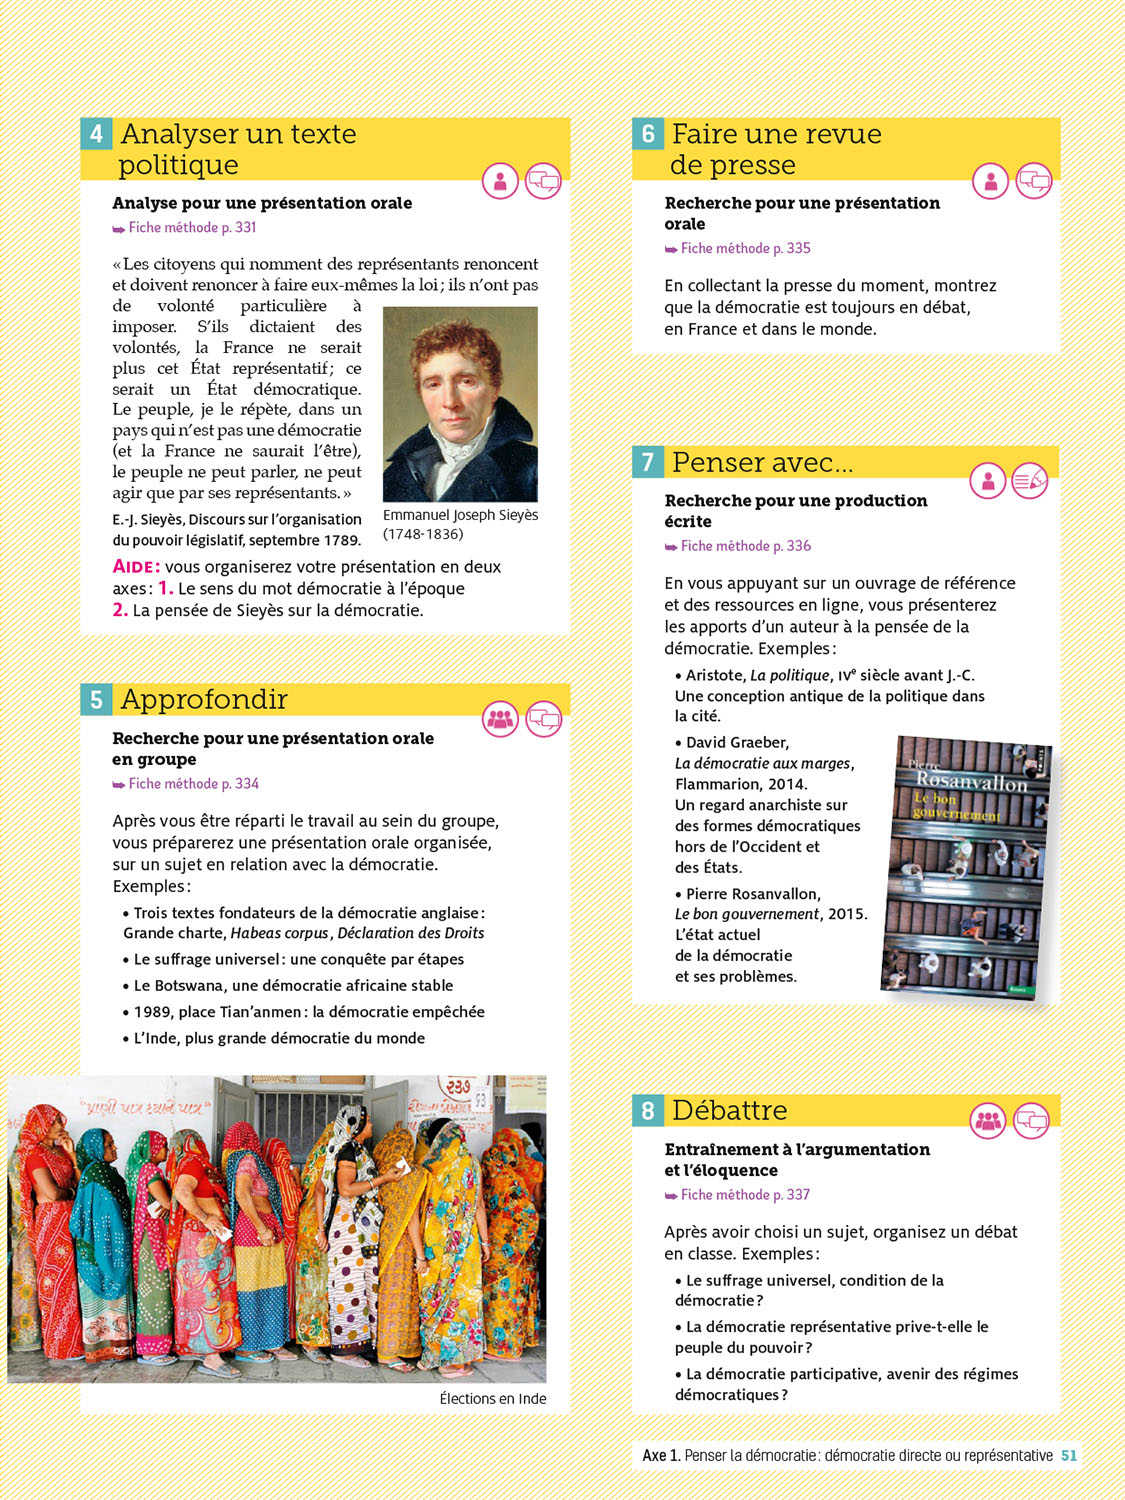 4 Analyser un texte
politique
Analyse pour une présentation orale
Fiche méthode p. 331
« Les citoyens qui nomment des représentants renoncent
et doivent renoncer à faire eux-mêmes la loi ; ils n’ont pas
de volonté particulière à
imposer. S’ils dictaient des
volontés, la France ne serait
plus cet État représentatif ; ce
serait un État démocratique.
Le peuple, je le répète, dans un
pays qui n’est pas une démocratie
(et la France ne saurait l’être),
le peuple ne peut parler, ne peut
agir que par ses représentants. »
E.-J. Sieyès, Discours sur l’organisation
du pouvoir législatif, septembre 1789.
Emmanuel Joseph Sieyès
(1748-1836)
AIDE : vous organiserez votre présentation en deux
axes : 1. Le sens du mot démocratie à l’époque
2. La pensée de Sieyès sur la démocratie.
5 Approfondir
Recherche pour une présentation orale
en groupe
Fiche méthode p. 334
Après vous être réparti le travail au sein du groupe,
vous préparerez une présentation orale organisée,
sur un sujet en relation avec la démocratie.
Exemples :
• Trois textes fondateurs de la démocratie anglaise :
Grande charte, Habeas corpus, Déclaration des Droits
• Le suffrage universel : une conquête par étapes
• Le Botswana, une démocratie africaine stable
• 1989, place Tian’anmen : la démocratie empêchée
• L’Inde, plus grande démocratie du monde
૨૩૭
Élections en Inde
6 Faire une revue
de presse
Recherche pour une présentation
orale
Fiche méthode p. 335
En collectant la presse du moment, montrez
que la démocratie est toujours en débat,
en France et dans le monde.
7 Penser avec...
Recherche pour une production
écrite
Fiche méthode p. 336
En vous appuyant sur un ouvrage de référence
et des ressources en ligne, vous présenterez
les apports d’un auteur à la pensée de la
démocratie. Exemples :
• Aristote, La politique, IVe siècle avant J.-C.
Une conception antique de la politique dans
la cité.
• David Graeber,
La démocratie aux marges,
Flammarion, 2014.
Un regard anarchiste sur
des formes démocratiques
hors de l’Occident et
des États.
• Pierre Rosanvallon,
Le bon gouvernement, 2015.
L’état actuel
de la démocratie
et ses problèmes.
Pierre
Rosanvallon
Le bon
gouvernement
8 Débattre
Entraînement à l’argumentation
et l’éloquence
Fiche méthode p. 337
Après avoir choisi un sujet, organisez un débat
en classe. Exemples :
• Le suffrage universel, condition de la
démocratie ?
• La démocratie représentative prive-t-elle le
peuple du pouvoir ?
• La démocratie participative, avenir des régimes
démocratiques ?
Axe 1. Penser la démocratie : démocratie directe ou représentative 51